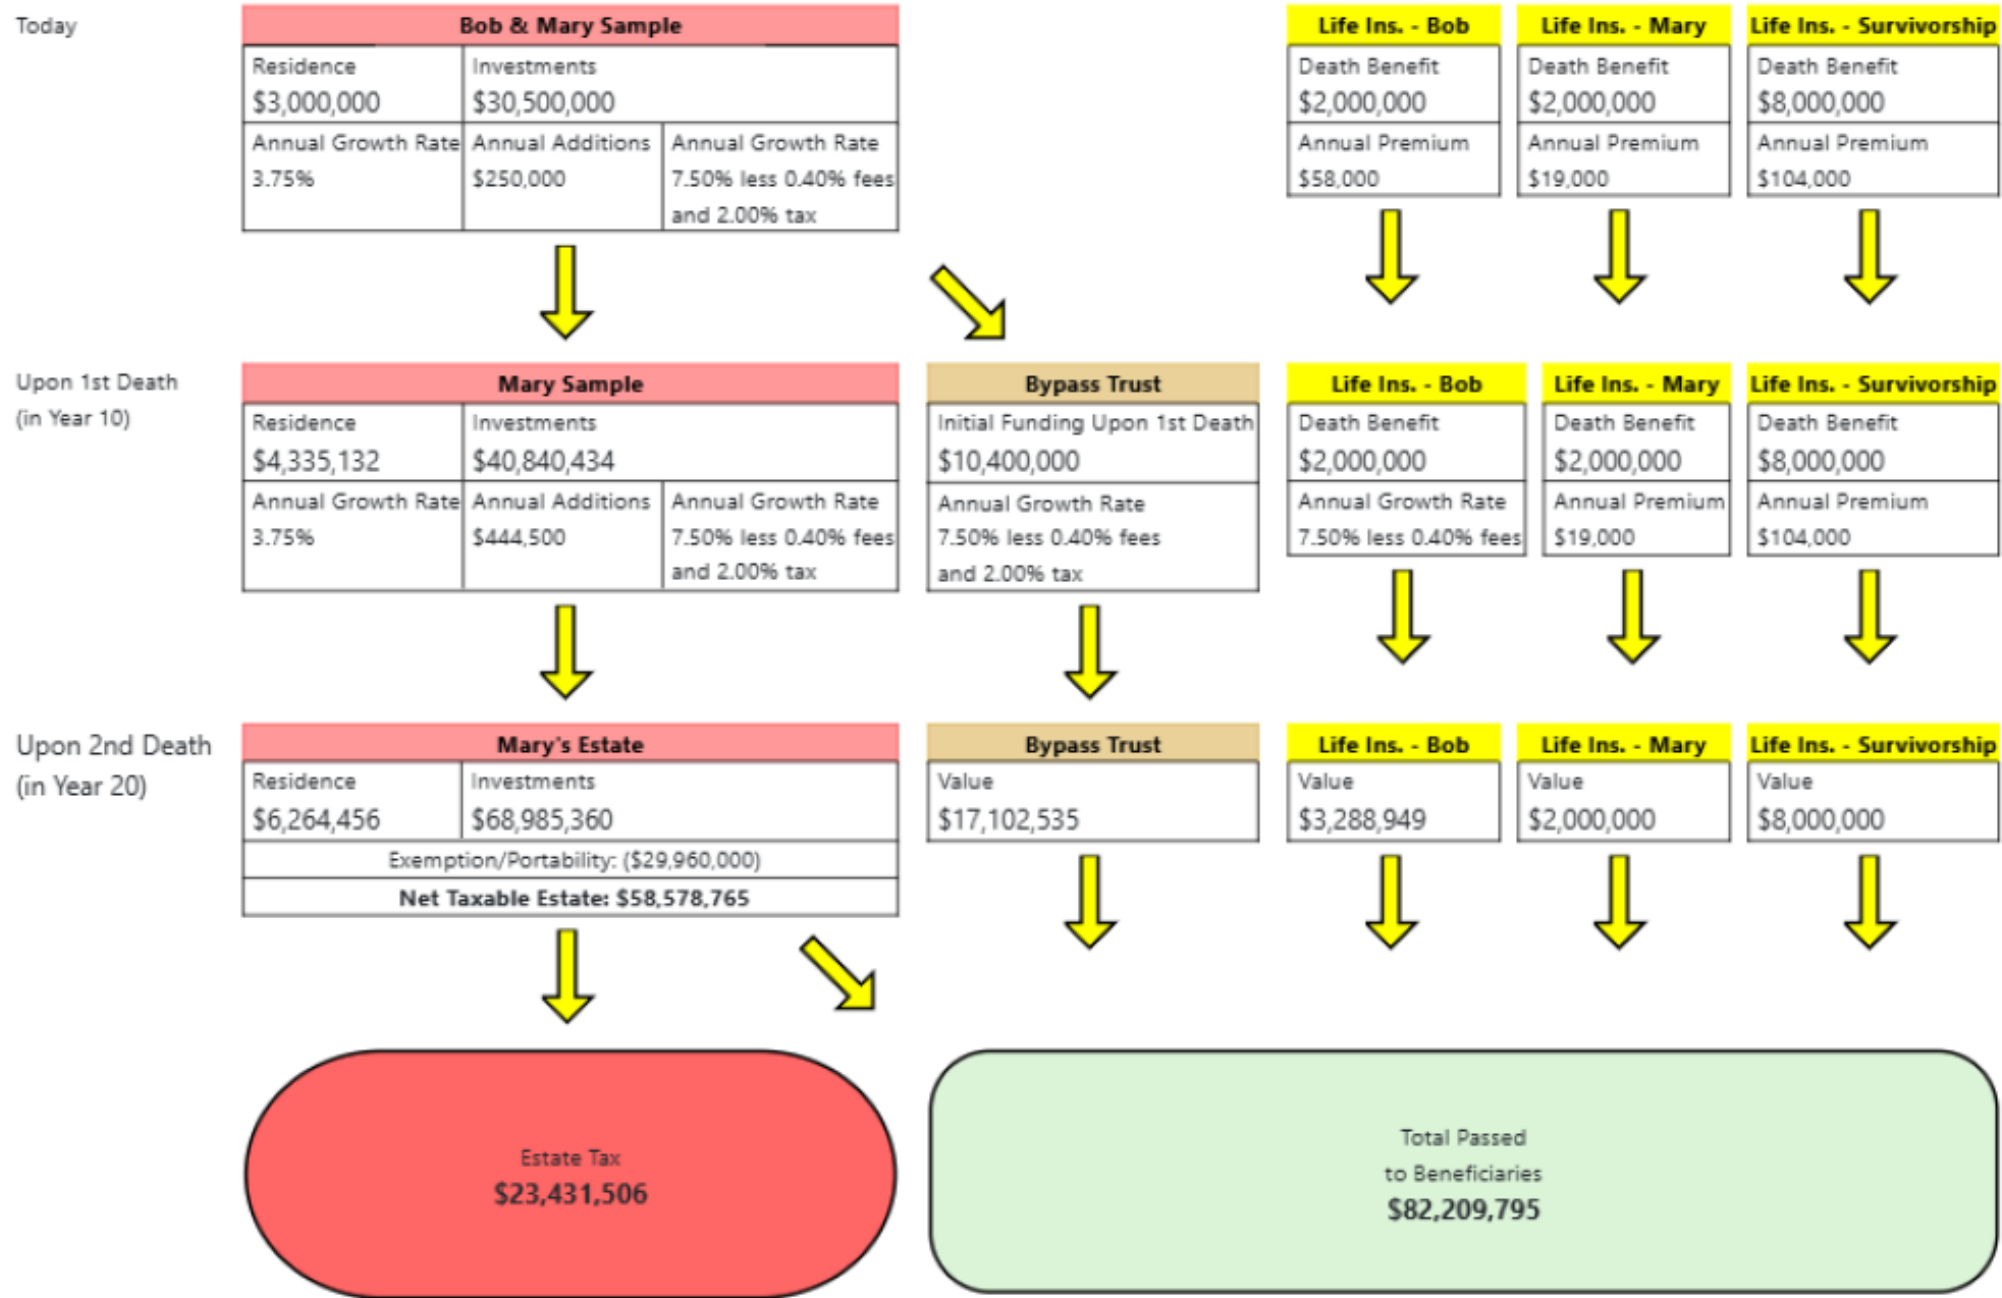 Today
Bob & Mary Sample
Residence
$3,000,000
Investments
$30,500,000
Annual Growth Rate
3.75%
Annual Additions
$250,000
Annual Growth Rate
7.50% less 0.40% fees
and 2.00% tax
Life Ins. - Bob
Death Benefit
$2,000,000
Annual Premium
$58,000
Life Ins. - Mary
Death Benefit
$2,000,000
Annual Premium
$19,000
Life Ins. - Survivorship
Death Benefit
$8,000,000
Annual Premium
$104,000
Upon 1st Death
(in Year 10)
Mary Sample
Residence
$4,335,132
Investments
$40,840,434
Annual Growth Rate
3.75%
Annual Additions
$444,500
Annual Growth Rate
7.50% less 0.40% fees
and 2.00% tax
Bypass Trust
Initial Funding Upon 1st Death
$10,400,000
Annual Growth Rate
7.50% less 0.40% fees
and 2.00% tax
Life Ins. - Bob
Death Benefit
$2,000,000
Annual Growth Rate
7.50% less 0.40% fees
Life Ins. - Mary
Death Benefit
$2,000,000
Annual Premium
$19,000
Life Ins. - Survivorship
Death Benefit
$8,000,000
Annual Premium
$104,000
Upon 2nd Death
(in Year 20)
Mary's Estate
Residence
$6,264,456
Investments
$68,985,360
Exemption/Portability: ($29,960,000)
Net Taxable Estate: $58,578,765
Bypass Trust
Value
$17,102,535
Life Ins. - Bob
Value
$3,288,949
Life Ins. - Mary
Value
$2,000,000
Life Ins. - Survivorship
Value
$8,000,000
Estate Tax
$23,431,506
Total Passed
to Beneficiaries
$82,209,795